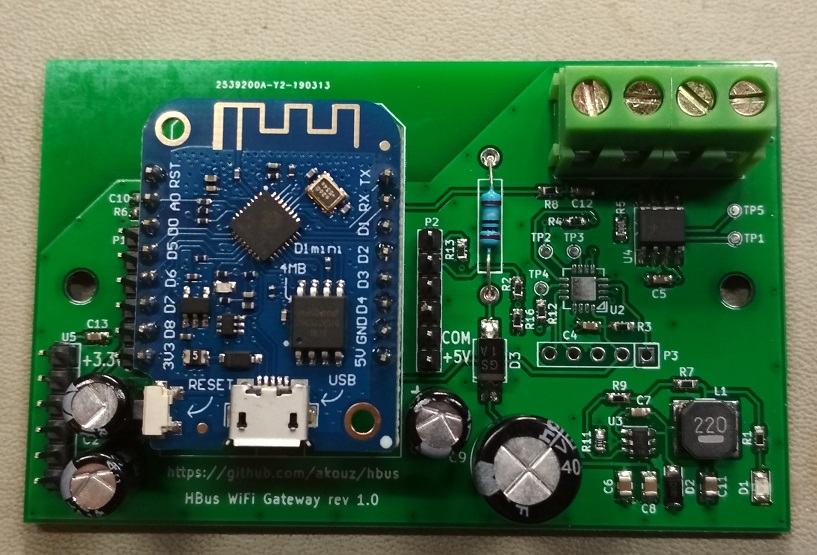 2539200A-Y2-190313
RST
TX
A0
RX
D0
D1
D5
D2
D6
D3
D7
D4
D8
GND
3V3
5V
D1mini
4MB
RESET
USB
C10
R6
U5
C13
+3.3V
P2
R13
COM
+5V
D3
GS
1A
C9
40
R8
C12
R4
R5
U4
TP5
TP1
TP2
TP3
TP4
R2
R16
R12
U2
R3
C4
C5
P3
R7
L1
220
R9
C7
U3
R11
R1
C6
C8
D2
C11
D1
https://github.com/akouz/hbus
HBus WiFi Gateway rev 1.0